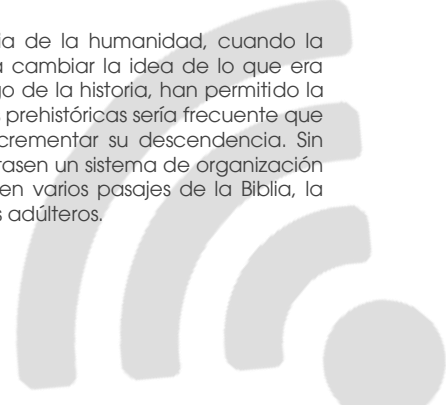 ia de la humanidad, cuando la
a cambiar la idea de lo que era
go de la historia, han permitido la
s prehistóricas sería frecuente que
crementar su descendencia. Sin
rasen un sistema de organización
en varios pasajes de la Biblia, la
s adúlteros.